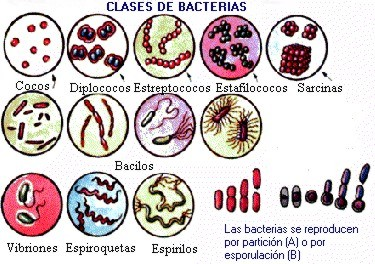 CLASES DE BACTERIAS
Cocos Diplococos Estreptococos Estafilococos Sarcinas
Bacilos
Vibriones Espiroquetas Espirilos
Las bacterias se reproducen
por partición (A) o por
esporulación (B)